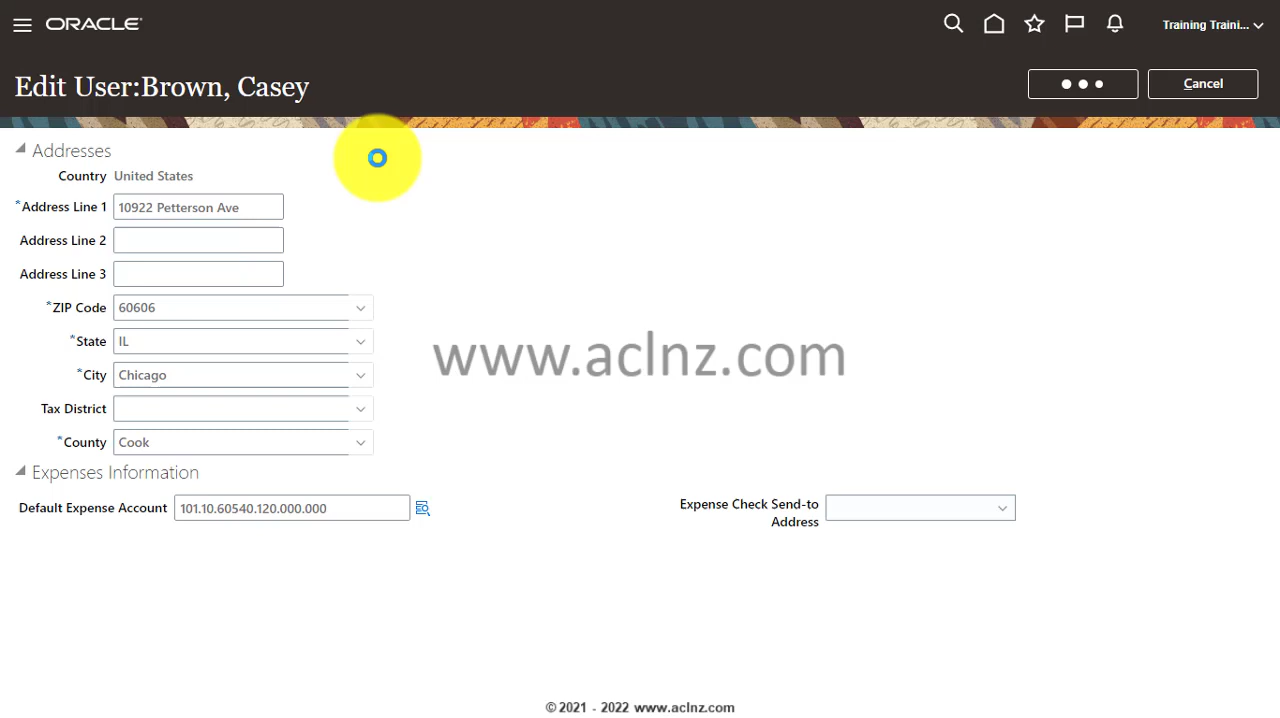 ORACLE
Training Traini...
Edit User:Brown, Casey
Cancel
Addresses
Country United States
*Address Line 1 10922 Petterson Ave
Address Line 2
Address Line 3
*ZIP Code 60606
*State IL
*City Chicago
Tax District
*County Cook
www.aclnz.com
Expenses Information
Default Expense Account 101.10.60540.120.000.000
Expense Check Send-to
Address
© 2021 - 2022 www.aclnz.com